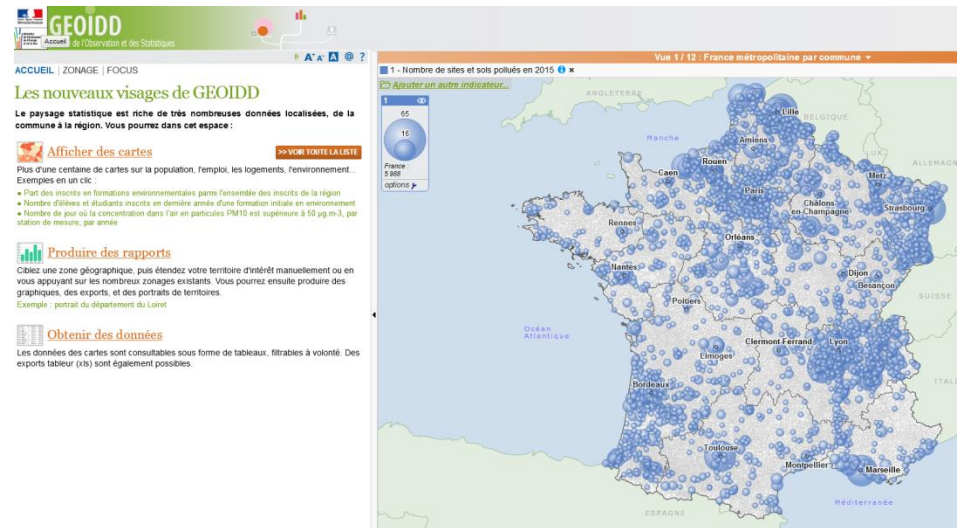 GEOIDD
Accueil
de l'Observation et des Statistiques
A+ A- A @ ?
ACCUEIL | ZONAGE | FOCUS
Les nouveaux visages de GEOIDD
Le paysage statistique est riche de très nombreuses données localisées, de la
commune à la région. Vous pourrez dans cet espace :
Afficher des cartes
>> VOIR TOUTE LA LISTE
Plus d'une centaine de cartes sur la population, l'emploi, les logements, l'environnement...
Exemples en un clic :
● Part des inscrits en formations environnementales parmi l'ensemble des inscrits de la région
● Nombre d'élèves et étudiants inscrits en dernière année d'une formation initiale en environnement
● Nombre de jour où la concentration dans l'air en particules PM10 est supérieure à 50 µg.m-3, par
station de mesure, par année
Produire des rapports
Ciblez une zone géographique, puis étendez votre territoire d'intérêt manuellement ou en
vous appuyant sur les nombreux zonages existants. Vous pourrez ensuite produire des
graphiques, des exports, et des portraits de territoires.
Exemple : portrait du département du Loiret
Obtenir des données
Les données des cartes sont consultables sous forme de tableaux, filtrables à volonté. Des
exports tableur (xls) sont également possibles.
Vue 1 / 12 : France métropolitaine par commune
1 - Nombre de sites et sols pollués en 2015
Ajouter un autre indicateur...
1
65
15
France :
5 988
options
ANGLETERRE
BELGIQUE
LUX
ALLEMAGN
Manche
Lille
Amiens
Rouen
Caen
Metz
Paris
Châlons
en-Champagne
Strasbourg
Rennes
Orléans
Nantes
Dijon
Besançon
SUISSE
Poitiers
Océan
Atlantique
Clermont-Ferrand
Lyon
Limoges
ITAL
Bordeaux
Toulouse
Montpellier
Marseille
Méditerranée
ESPAGNE